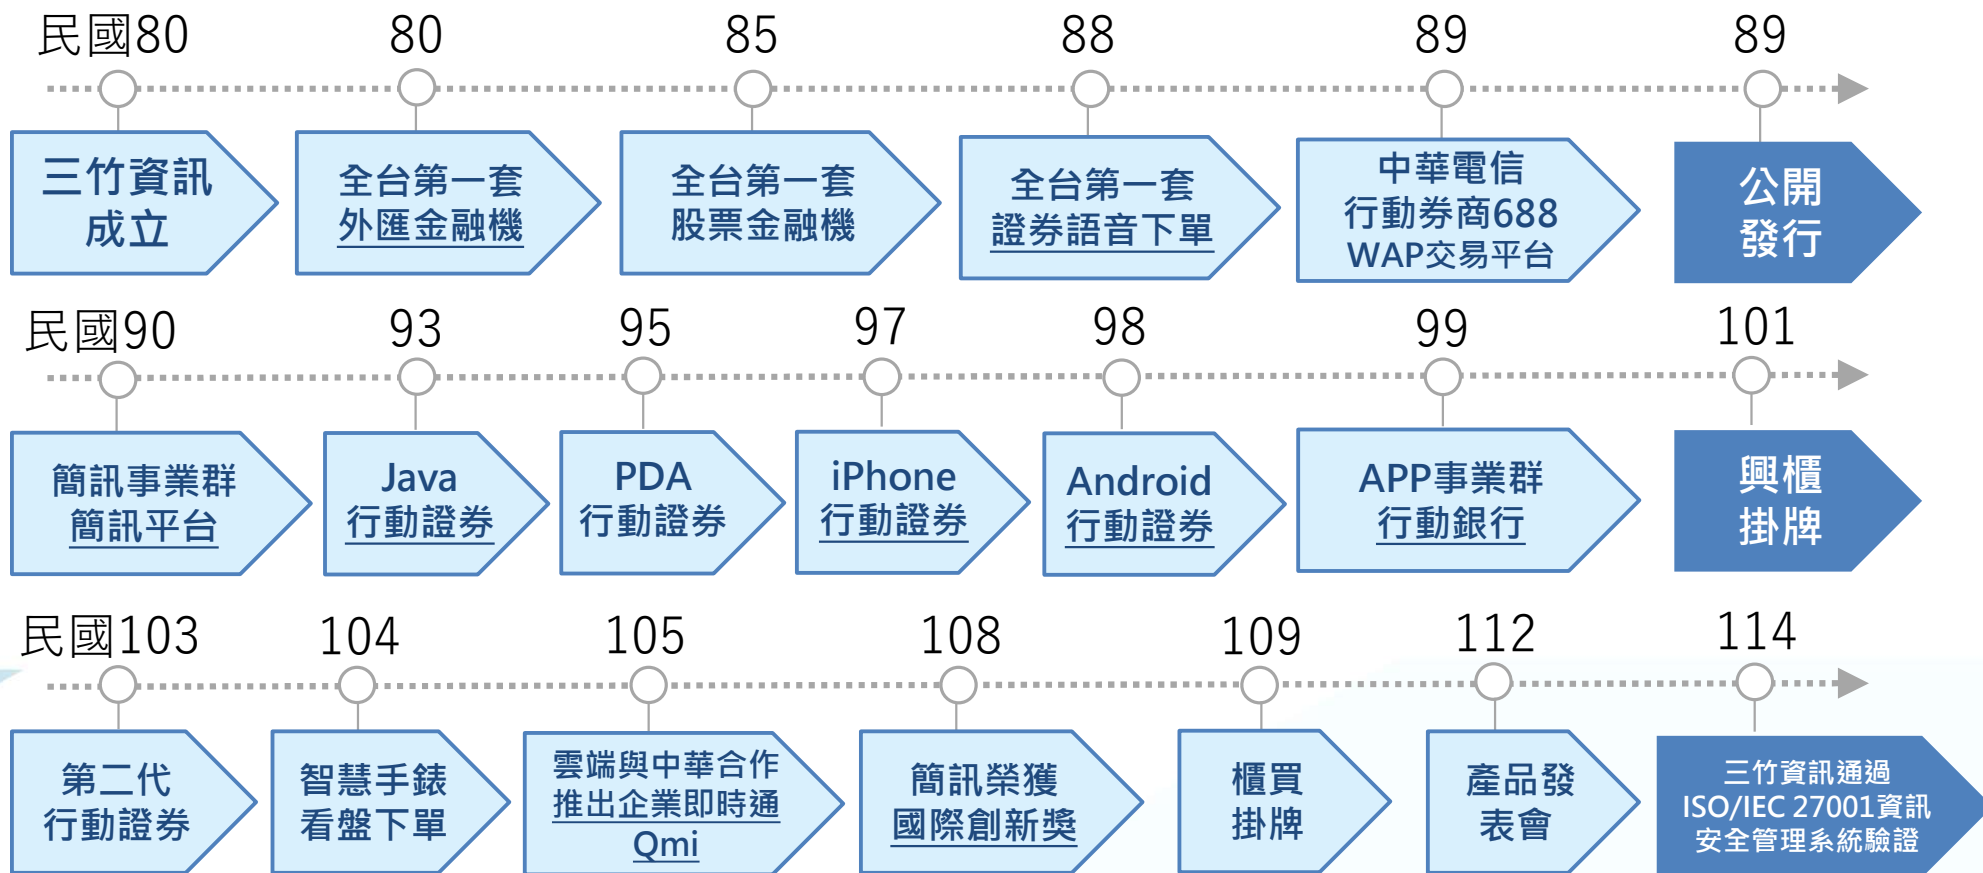 民國80 80 85 88 89 89
三竹資訊
成立
全台第一套
外匯金融機
全台第一套
股票金融機
全台第一套
證券語音下單
中華電信
行動券商688
WAP交易平台
公開
發行
民國90 93 95 97 98 99 101
簡訊事業群
簡訊平台
Java
行動證券
PDA
行動證券
iPhone
行動證券
Android
行動證券
APP事業群
行動銀行
興櫃
掛牌
民國103 104 105 108 109 112 114
第二代
行動證券
智慧手錶
看盤下單
雲端與中華合作
推出企業即時通
Qmi
簡訊榮獲
國際創新獎
櫃買
掛牌
產品發
表會
三竹資訊通過
ISO/IEC 27001資訊
安全管理系統驗證